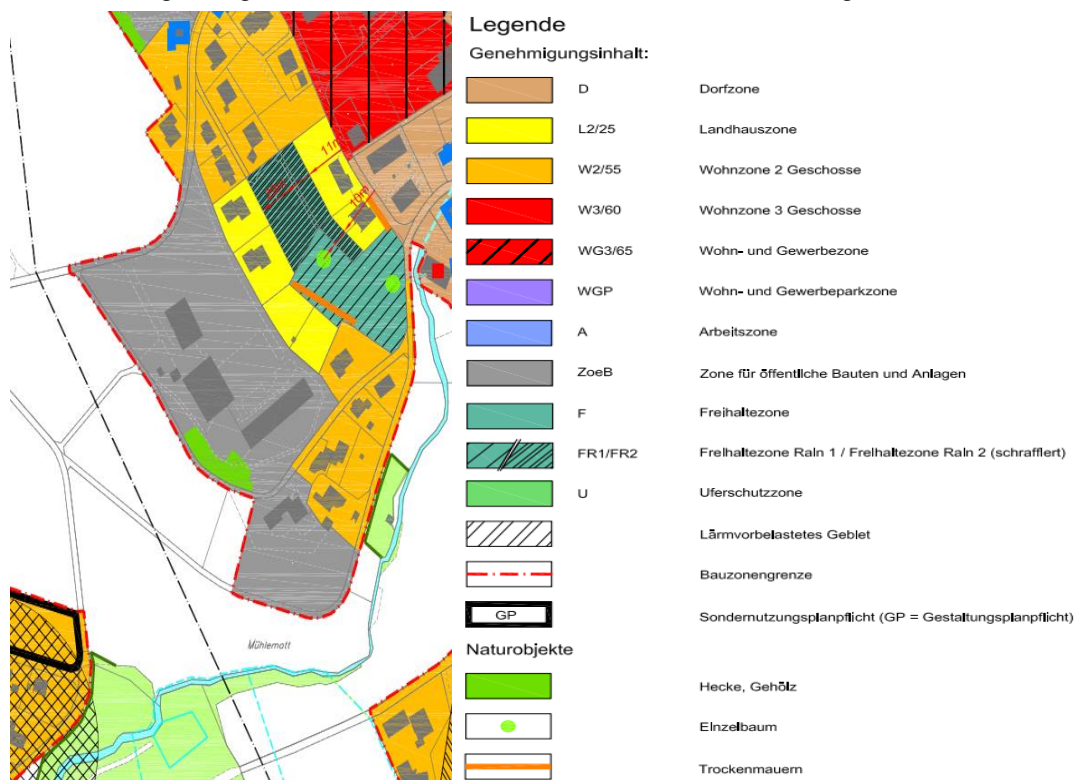 Legende
Genehmigungsinhalt:
D Dorfzone
L2/25 Landhauszone
W2/55 Wohnzone 2 Geschosse
W3/60 Wohnzone 3 Geschosse
WG3/65 Wohn- und Gewerbezone
WGP Wohn- und Gewerbeparkzone
A Arbeitszone
ZoeB Zone für öffentliche Bauten und Anlagen
F Freihaltezone
FR1/FR2 Freihaltezone Rain 1 / Freihaltezone Rain 2 (schraffiert)
U Uferschutzzone
Lärmvorbelastetes Gebiet
Bauzonengrenze
GP Sondernutzungsplanpflicht (GP = Gestaltungsplanpflicht)
Naturobjekte
Hecke, Gehölz
Einzelbaum
Trockenmauern
11m
10m
Mühlematt